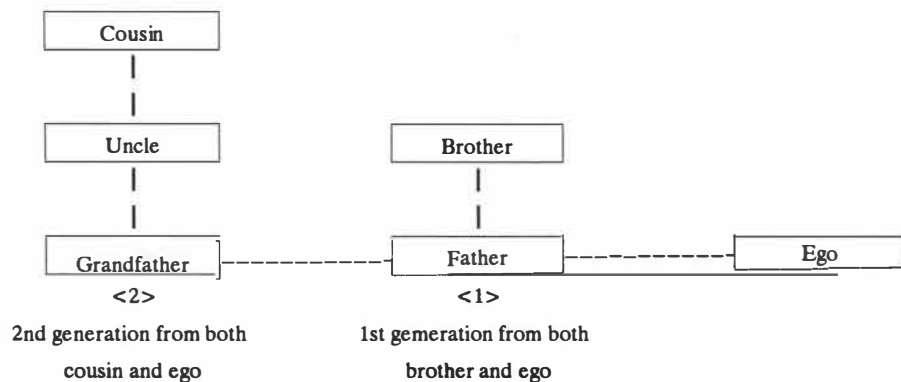 Cousin
Uncle
Brother
Grandfather
Father
Ego
<2>
<1>
2nd generation from both
1st gemeration from both
cousin and ego
brother and ego